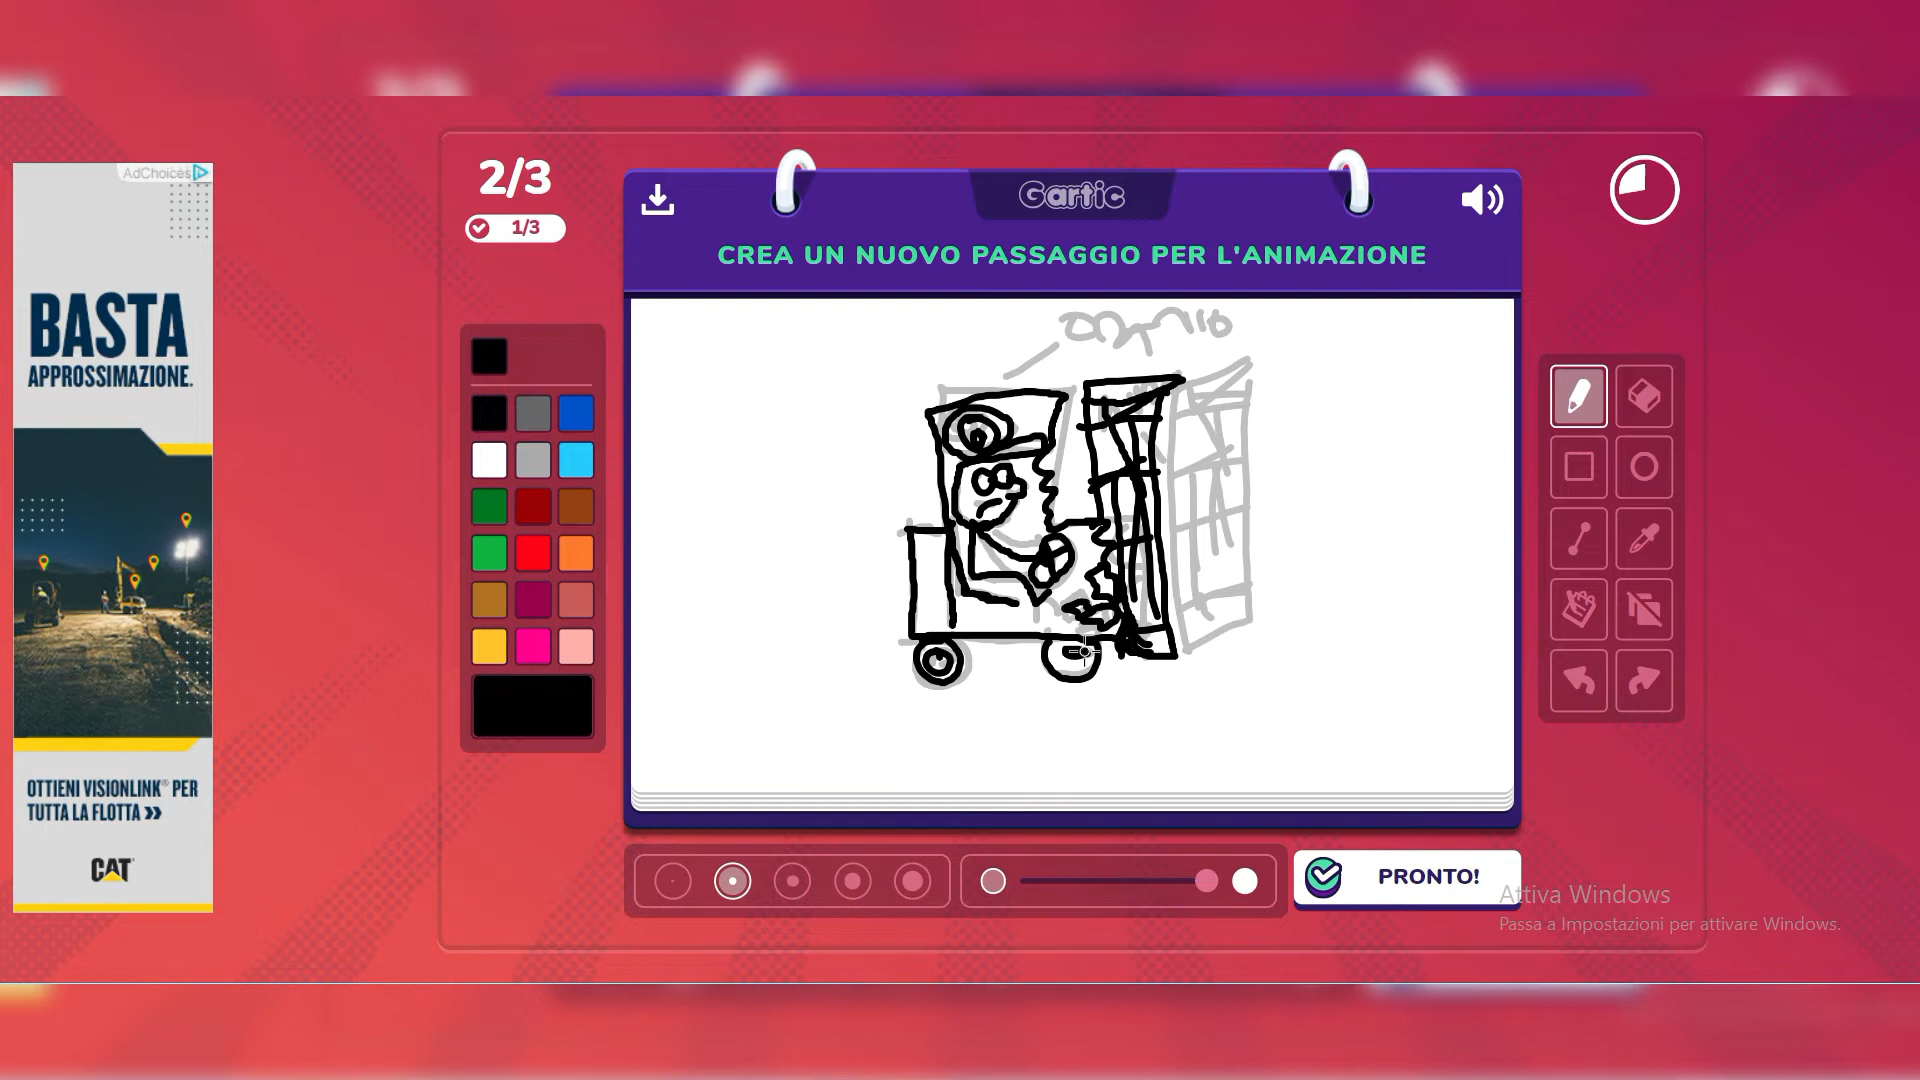 2/3
1/3
Gartic
CREA UN NUOVO PASSAGGIO PER L'ANIMAZIONE
AdChoices
BASTA
APPROSSIMAZIONE.
OTTIENI VISIONLINK® PER
TUTTA LA FLOTTA »
CAT
PRONTO!
Attiva Windows
Passa a Impostazioni per attivare Windows.